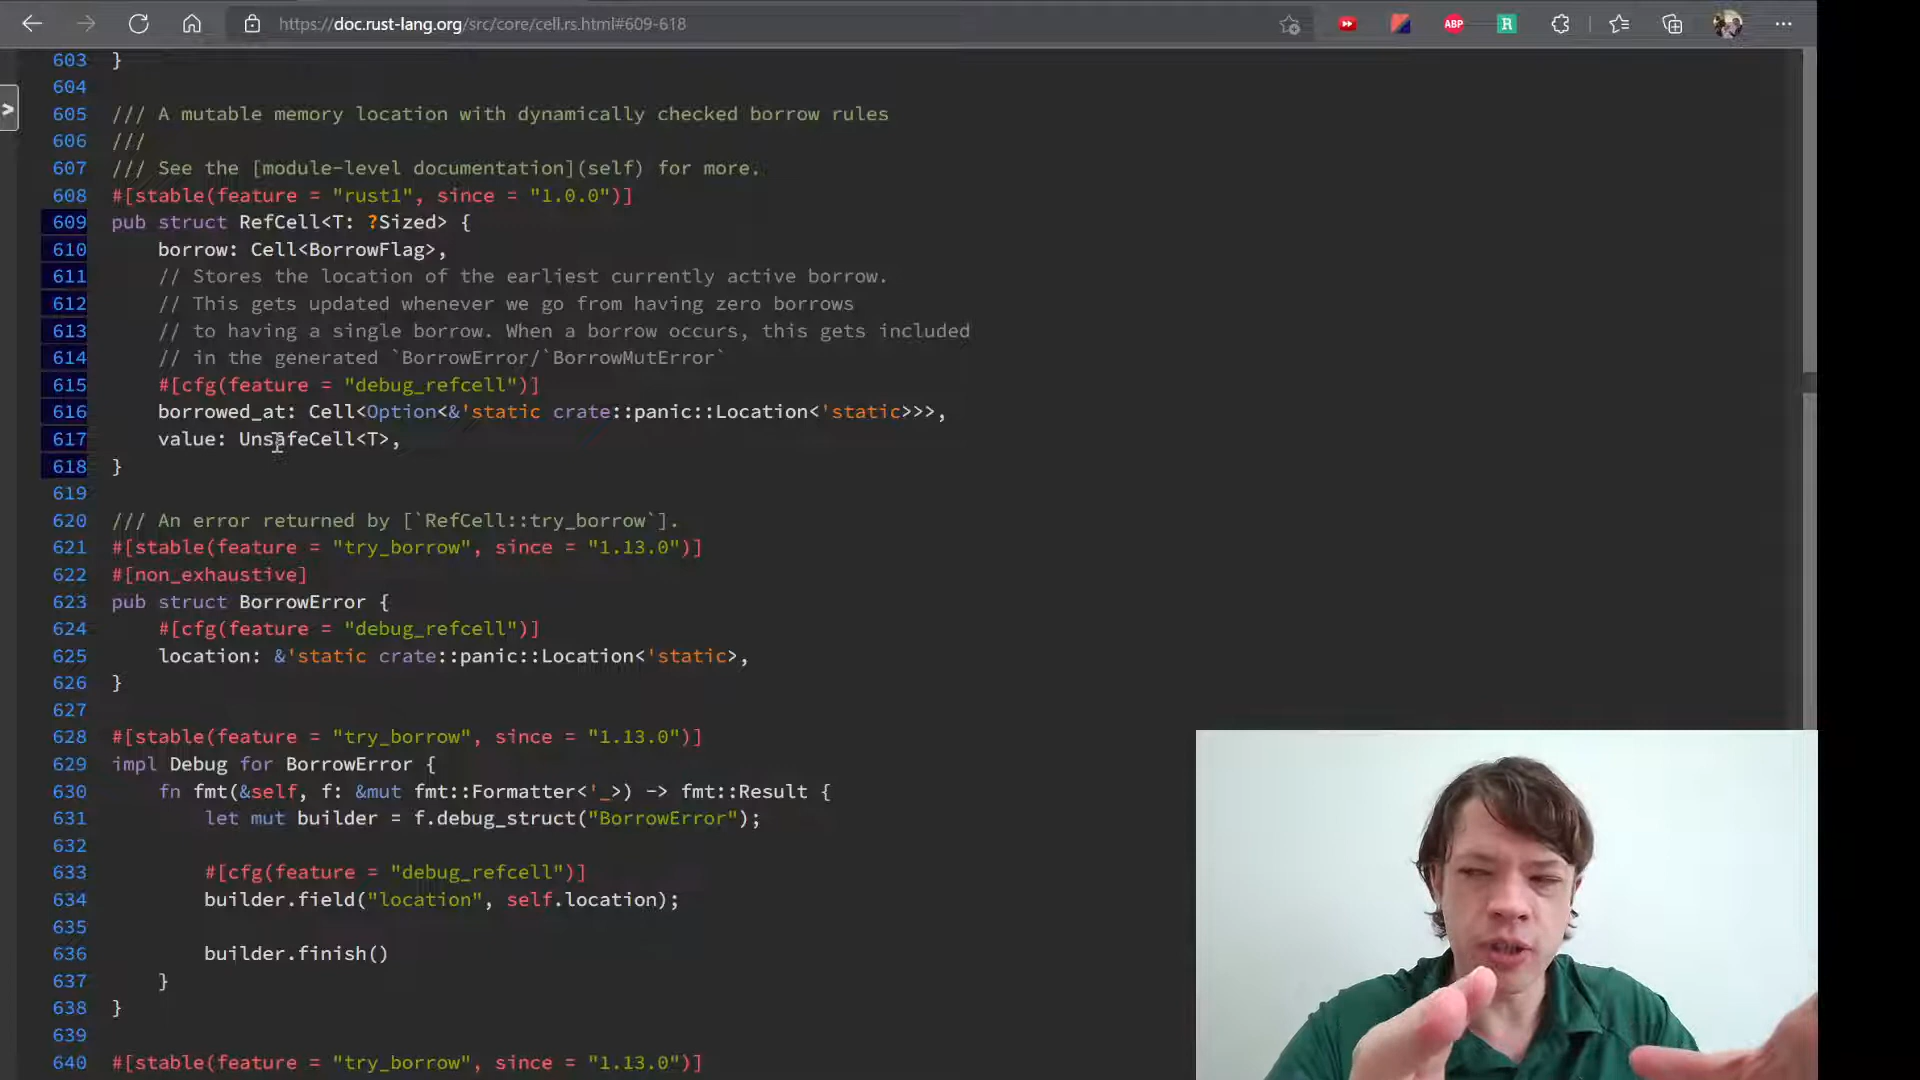 https://doc.rust-lang.org/src/core/cell.rs.html#609-618
ABP
R
>
603 }
604
605 /// A mutable memory location with dynamically checked borrow rules
606 ///
607 /// See the [module-level documentation](self) for more.
608 #[stable(feature = "rust1", since = "1.0.0")]
609 pub struct RefCell<T: ?Sized> {
610 borrow: Cell<BorrowFlag>,
611 // Stores the location of the earliest currently active borrow.
612 // This gets updated whenever we go from having zero borrows
613 // to having a single borrow. When a borrow occurs, this gets included
614 // in the generated `BorrowError/`BorrowMutError`
615 #[cfg(feature = "debug_refcell")]
616 borrowed_at: Cell<Option<&'static crate::panic::Location<'static>>>,
617 value: UnsafeCell<T>,
618 }
619
620 /// An error returned by [`RefCell::try_borrow`].
621 #[stable(feature = "try_borrow", since = "1.13.0")]
622 #[non_exhaustive]
623 pub struct BorrowError {
624 #[cfg(feature = "debug_refcell")]
625 location: &'static crate::panic::Location<'static>,
626 }
627
628 #[stable(feature = "try_borrow", since = "1.13.0")]
629 impl Debug for BorrowError {
630 fn fmt(&self, f: &mut fmt::Formatter<'_>) -> fmt::Result {
631 let mut builder = f.debug_struct("BorrowError");
632
633 #[cfg(feature = "debug_refcell")]
634 builder.field("location", self.location);
635
636 builder.finish()
637 }
638 }
639
640 #[stable(feature = "try_borrow", since = "1.13.0")]